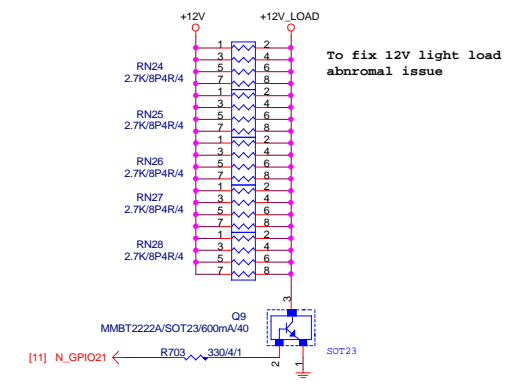 +12V +12V_LOAD
To fix 12V light load
abnromal issue
1 2
3 4
RN24
5 6
2.7K/8P4R/4
7 8
1 2
3 4
RN25
5 6
2.7K/8P4R/4
7 8
1 2
3 4
RN26
5 6
2.7K/8P4R/4
7 8
1 2
3 4
RN27
5 6
2.7K/8P4R/4
7 8
1 2
3 4
RN28
5 6
2.7K/8P4R/4
7 8
3
Q9
MMBT2222A/SOT23/600mA/40
SOT23
[11] N_GPIO21 R703 330/4/1
2 1